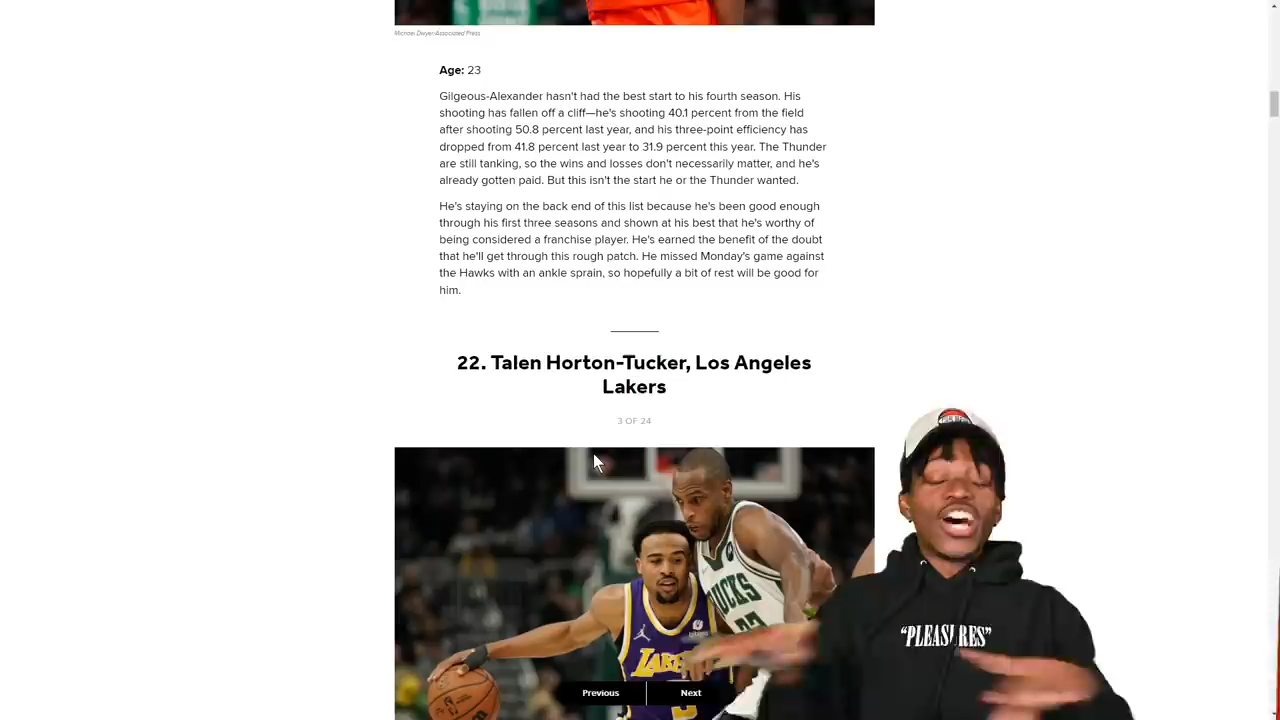 Michael Dwyer/Associated Press
Age: 23
Gilgeous-Alexander hasn't had the best start to his fourth season. His
shooting has fallen off a cliff—he's shooting 40.1 percent from the field
after shooting 50.8 percent last year, and his three-point efficiency has
dropped from 41.8 percent last year to 31.9 percent this year. The Thunder
are still tanking, so the wins and losses don't necessarily matter, and he's
already gotten paid. But this isn't the start he or the Thunder wanted.
He's staying on the back end of this list because he's been good enough
through his first three seasons and shown at his best that he's worthy of
being considered a franchise player. He's earned the benefit of the doubt
that he'll get through this rough patch. He missed Monday's game against
the Hawks with an ankle sprain, so hopefully a bit of rest will be good for
him.
22. Talen Horton-Tucker, Los Angeles
Lakers
3 OF 24
BUCKS
LAKERS
"PLEASURES"
Previous
Next